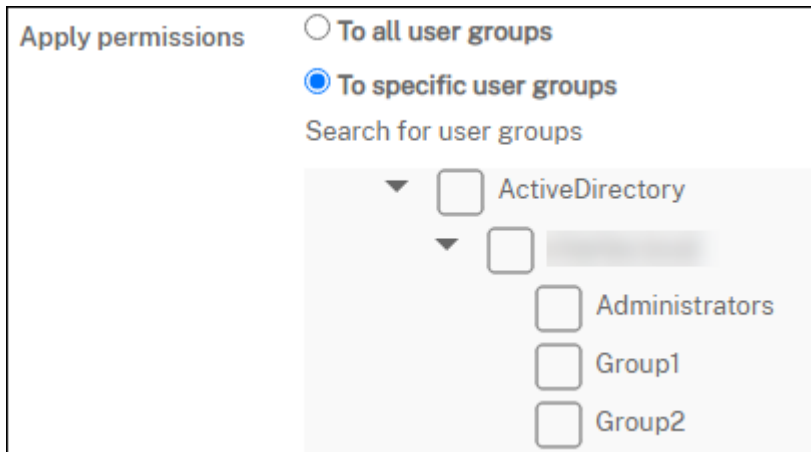 Apply permissions
To all user groups
To specific user groups
Search for user groups
ActiveDirectory
Administrators
Group1
Group2